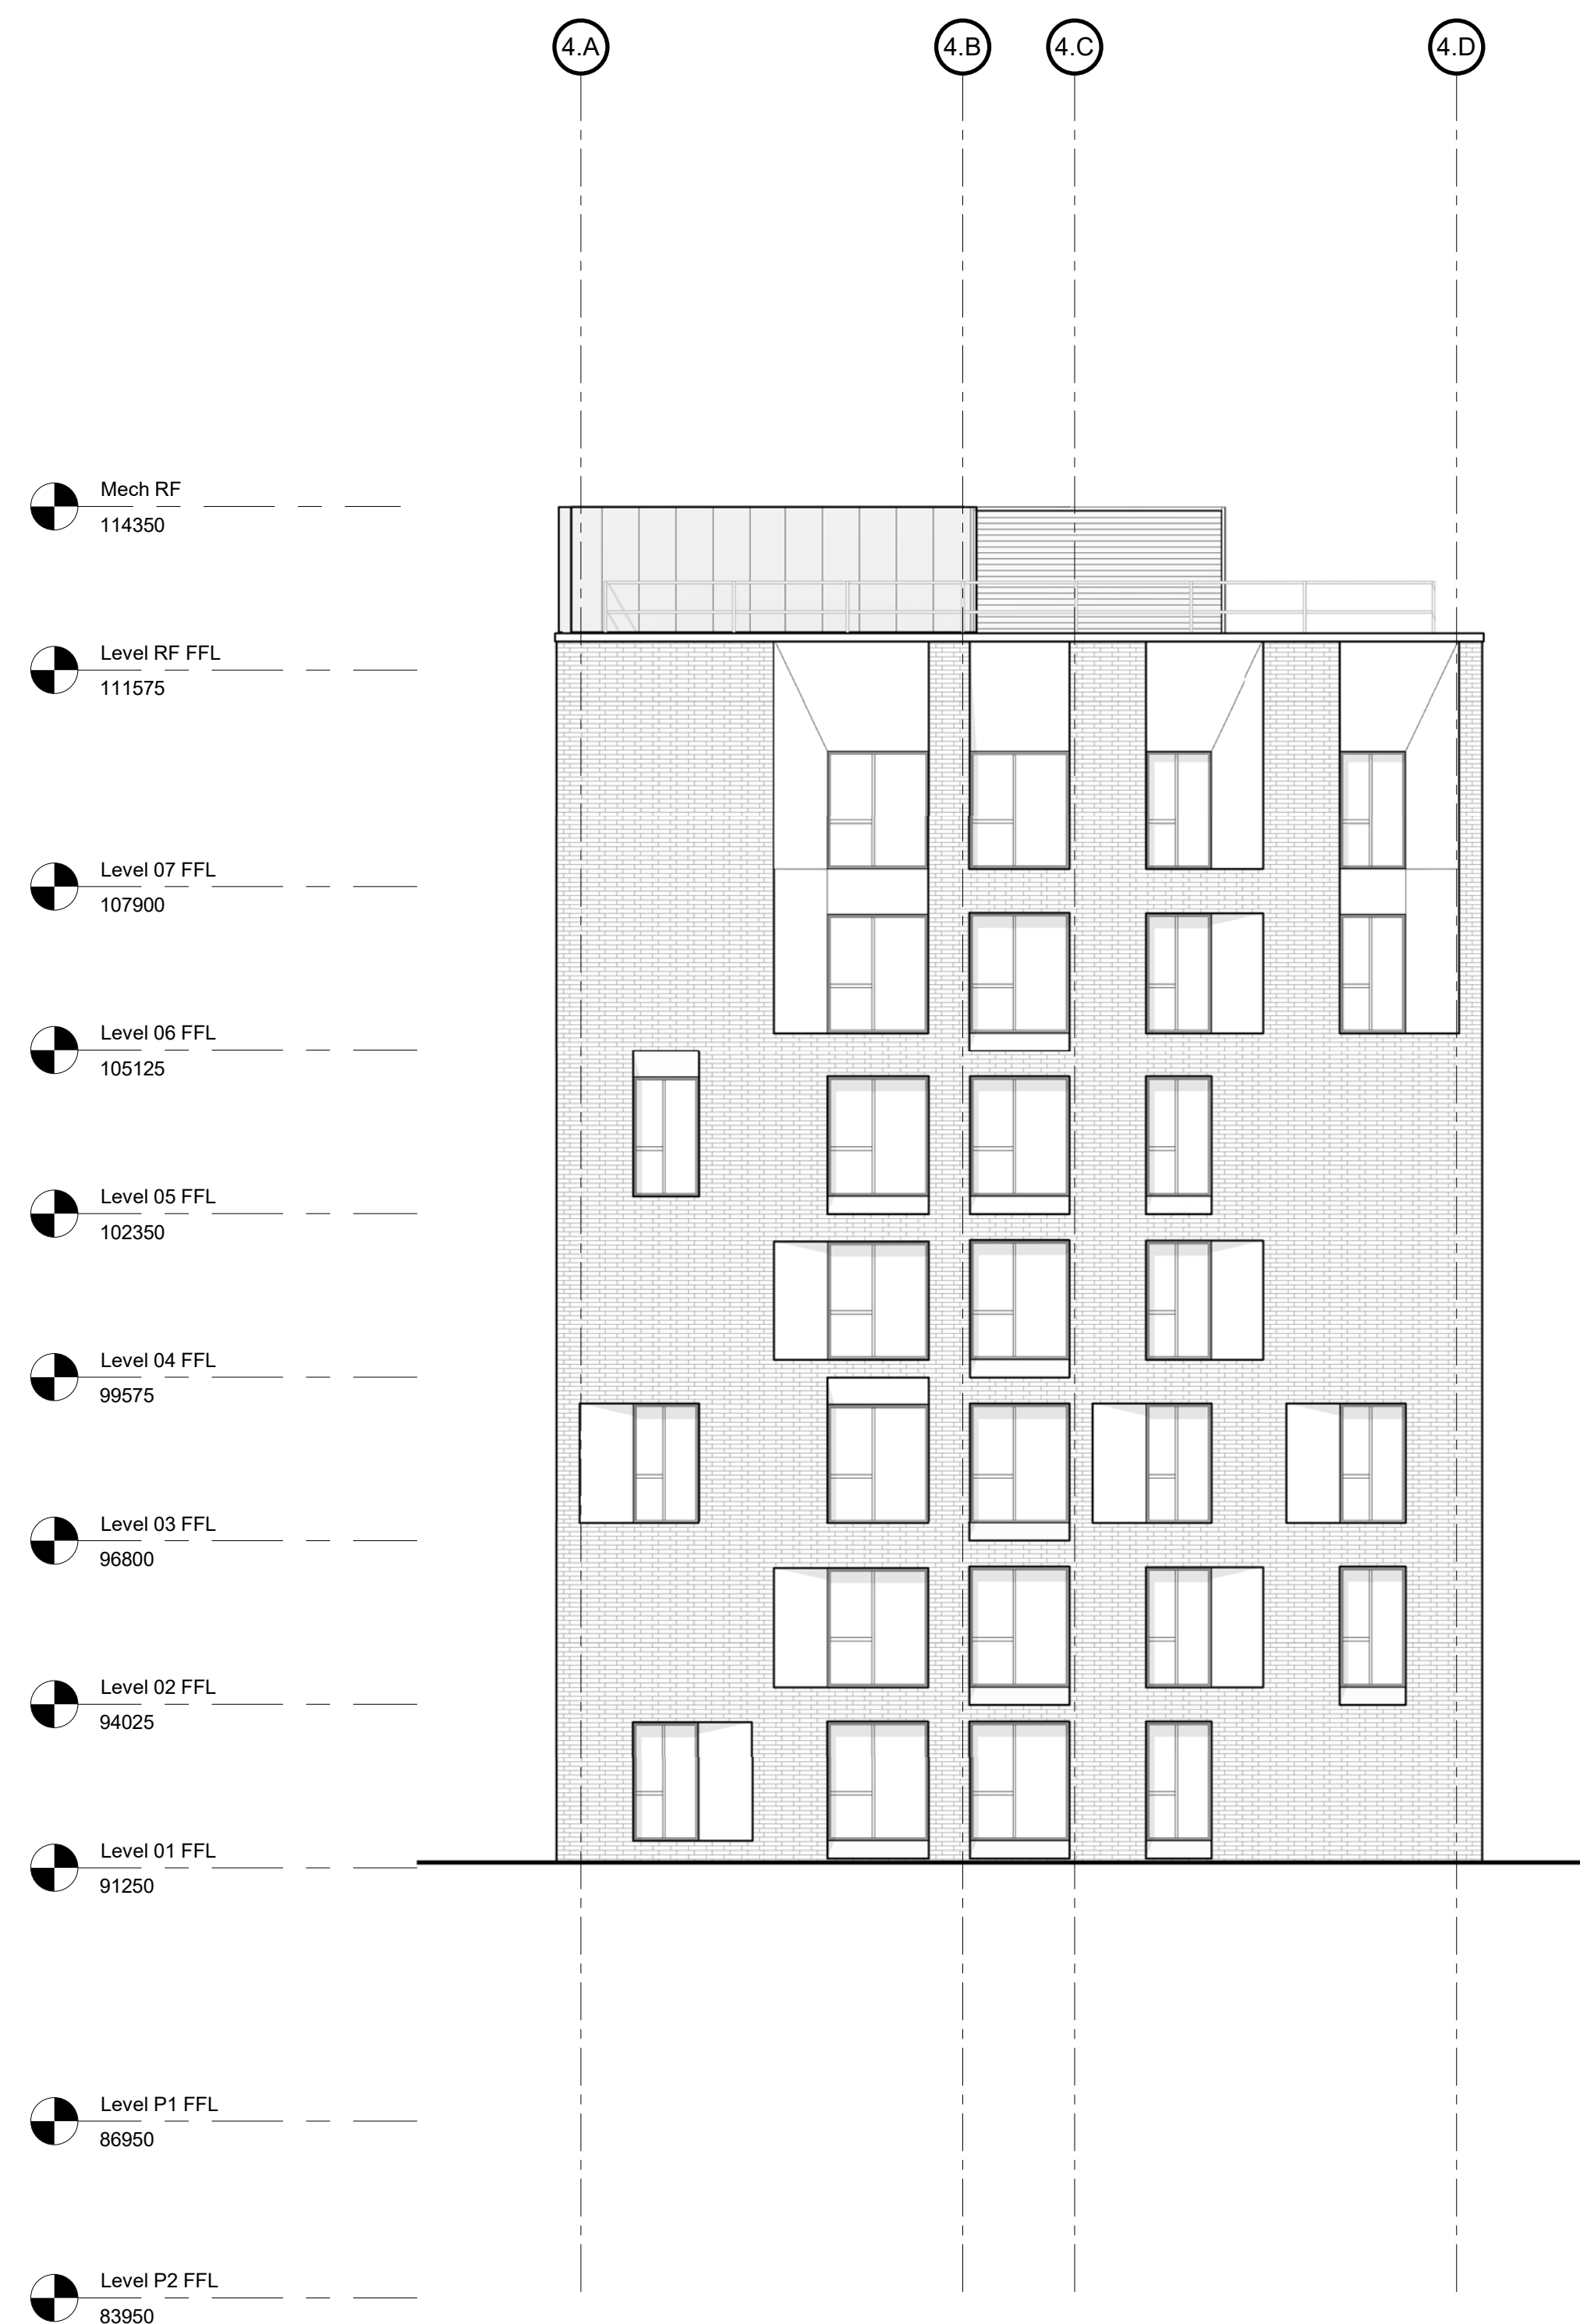 4.A 4.B 4.C 4.D
Mech RF
114350
Level RF FFL
111575
Level 07 FFL
107900
Level 06 FFL
105125
Level 05 FFL
102350
Level 04 FFL
99575
Level 03 FFL
96800
Level 02 FFL
94025
Level 01 FFL
91250
Level P1 FFL
86950
Level P2 FFL
83950